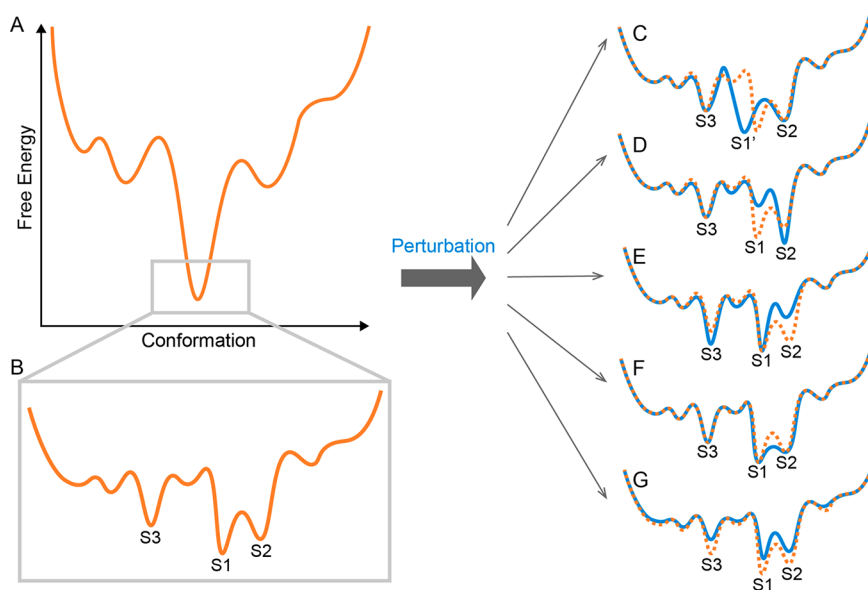 A
Free Energy
Conformation
B
S3
S1
S2
Perturbation
C
S3
S1'
S2
D
S3
S1
S2
E
S3
S1
S2
F
S3
S1
S2
G
S3
S1
S2